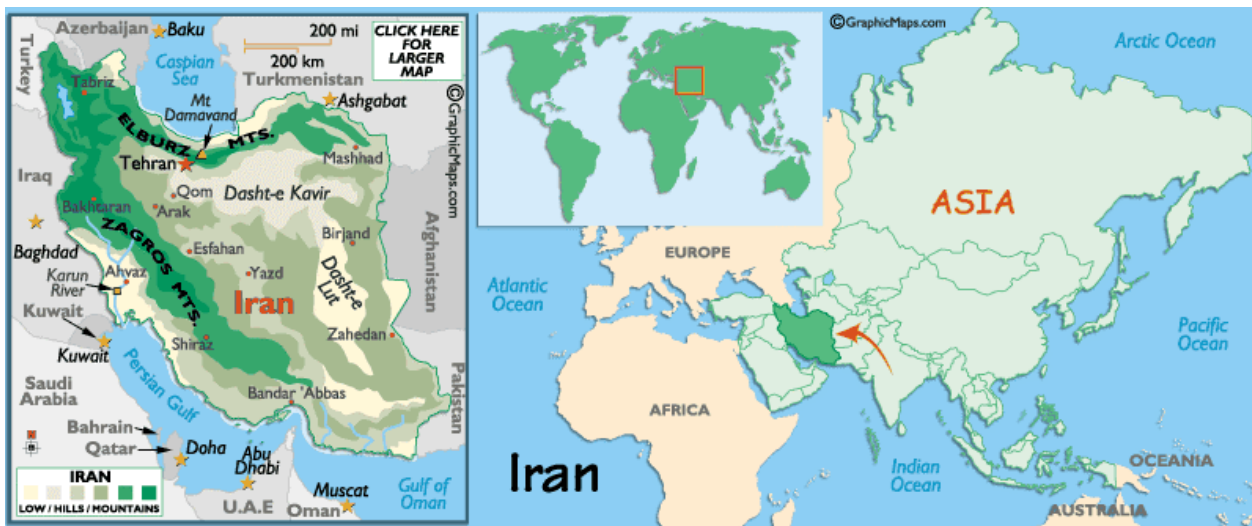 Azerbaijan
Baku
200 mi
200 km
CLICK HERE
FOR
LARGER
MAP
Turkey
Caspian
Sea
Turkmenistan
Tabriz
Mt
Damavand
Ashgabat
©GraphicMaps.com
ELBURZ MTS.
Tehran
Mashhad
Iraq
Qom
Dasht-e Kavir
Bakhtaran
Arak
Afghanistan
ZAGROS MTS.
Esfahan
Birjand
Baghdad
Karun
River
Ahvaz
Yazd
Dasht-e
Lut
Iran
Kuwait
Kuwait
Shiraz
Zahedan
Persian Gulf
Saudi
Arabia
Bandar 'Abbas
Pakistan
Bahrain
Qatar
Doha
Abu
Dhabi
U.A.E
Muscat
Oman
Gulf of
Oman
IRAN
LOW / HILLS / MOUNTAINS
©GraphicMaps.com
Arctic Ocean
ASIA
EUROPE
Atlantic
Ocean
Pacific
Ocean
AFRICA
Indian
Ocean
OCEANIA
AUSTRALIA
Iran